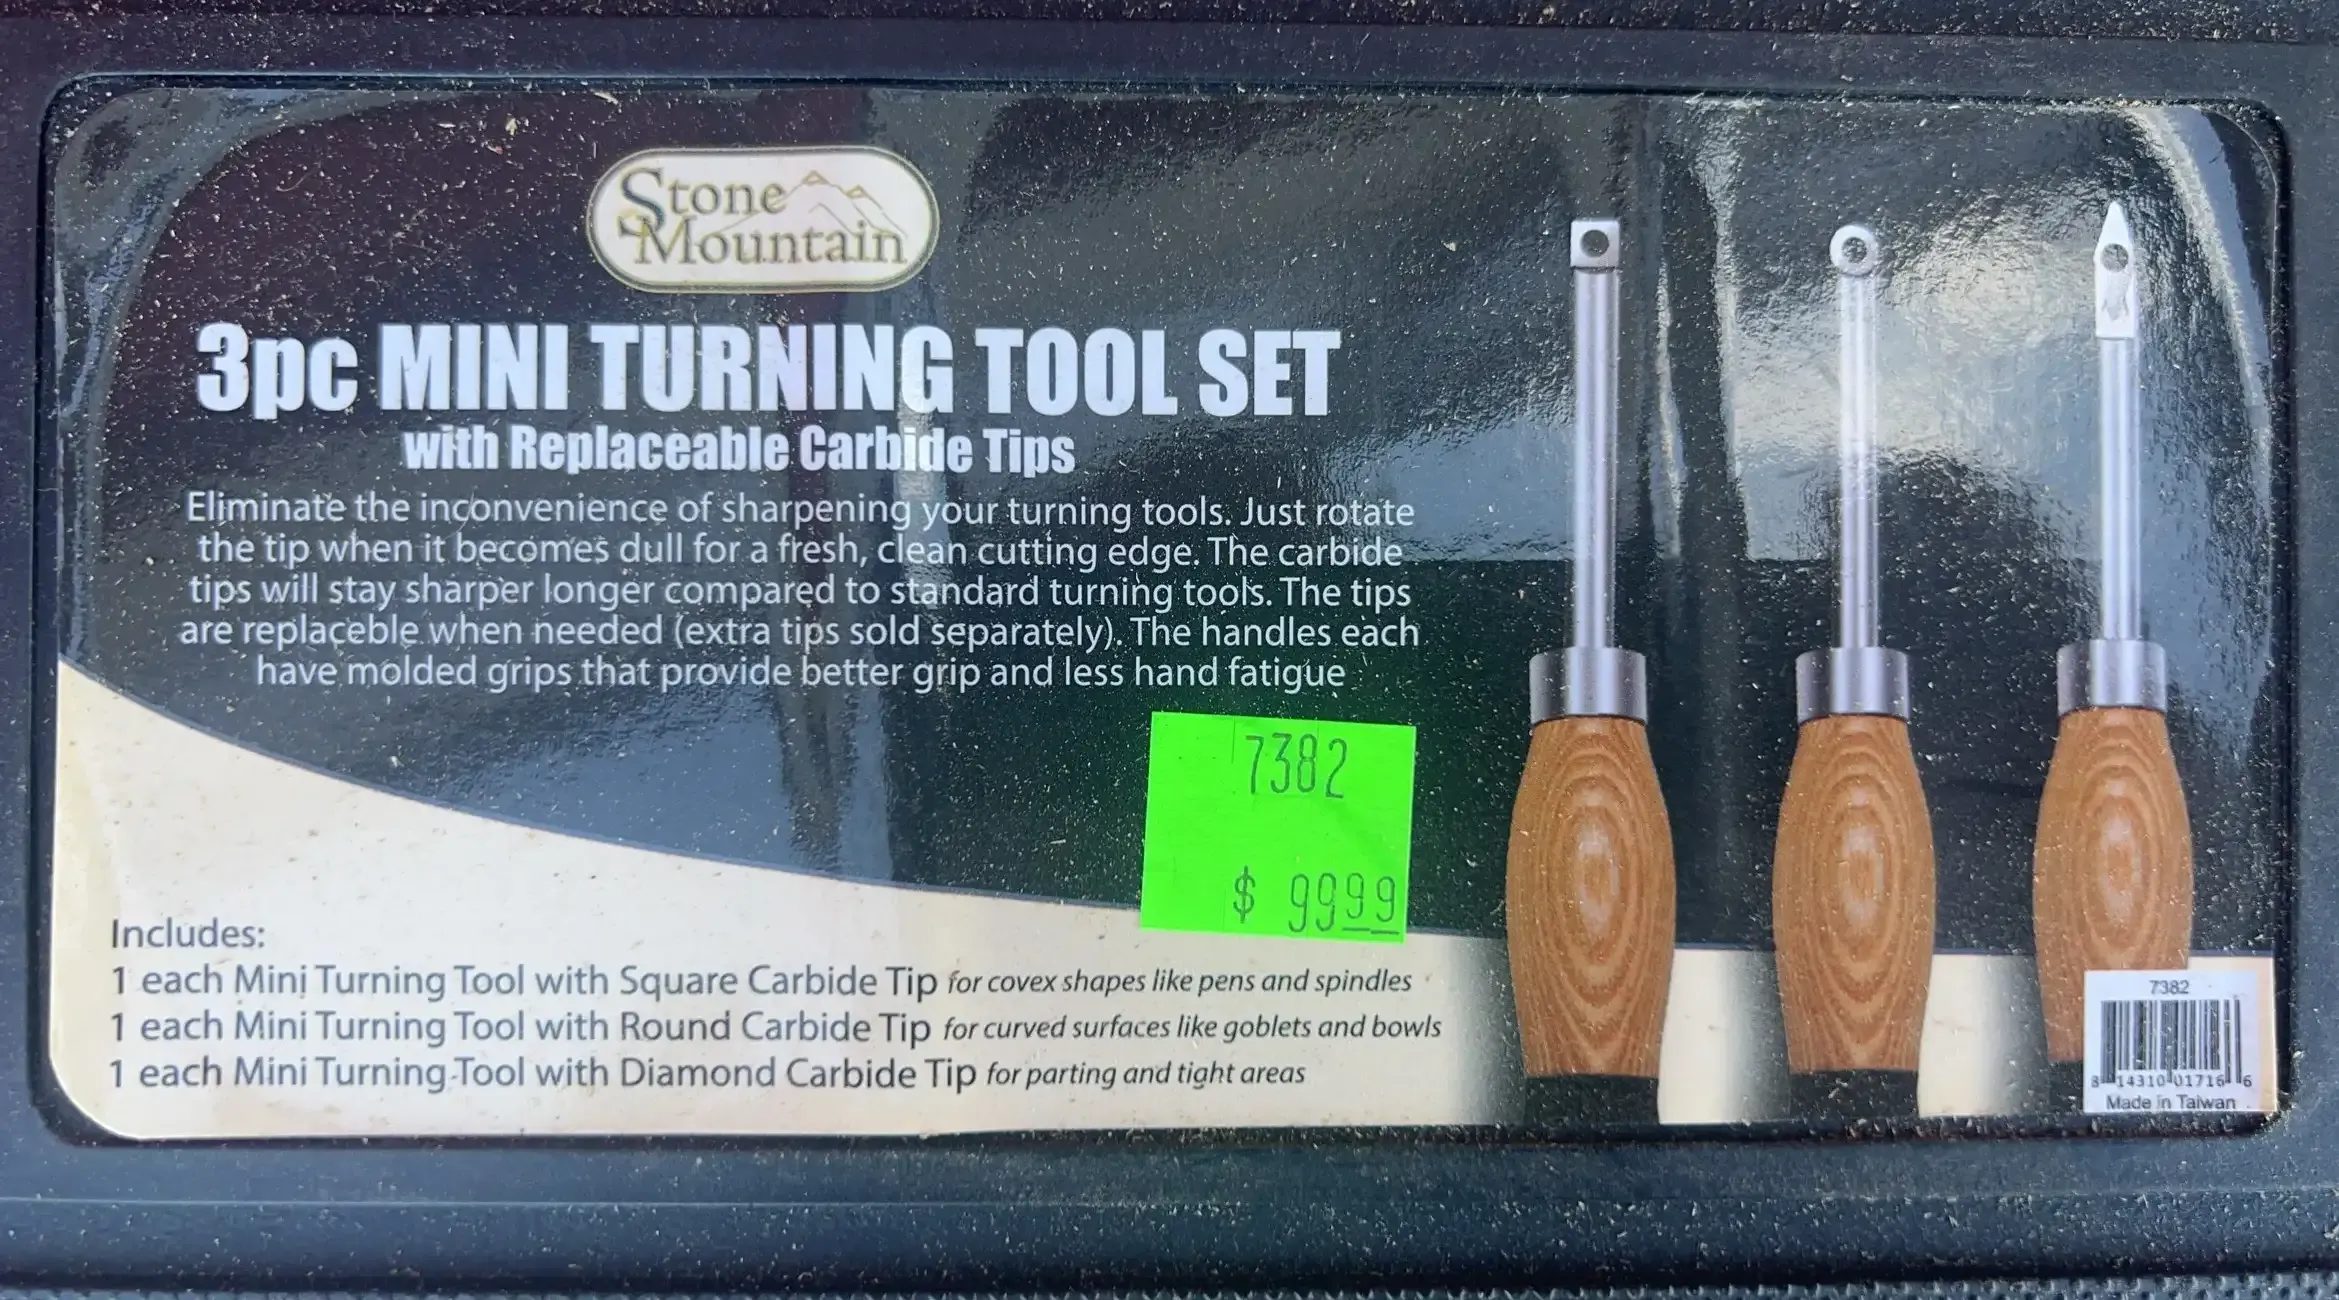 Stone
Mountain
3pc MINI TURNING TOOL SET
with Replaceable Carbide Tips
Eliminate the inconvenience of sharpening your turning tools. Just rotate
the tip when it becomes dull for a fresh, clean cutting edge. The carbide
tips will stay sharper longer compared to standard turning tools. The tips
are replaceble when needed (extra tips sold separately). The handles each
have molded grips that provide better grip and less hand fatigue
7382
$ 9999
Includes:
1 each Mini Turning Tool with Square Carbide Tip for covex shapes like pens and spindles
1 each Mini Turning Tool with Round Carbide Tip for curved surfaces like goblets and bowls
1 each Mini Turning Tool with Diamond Carbide Tip for parting and tight areas
7382
8 14310 01716 6
Made in Taiwan